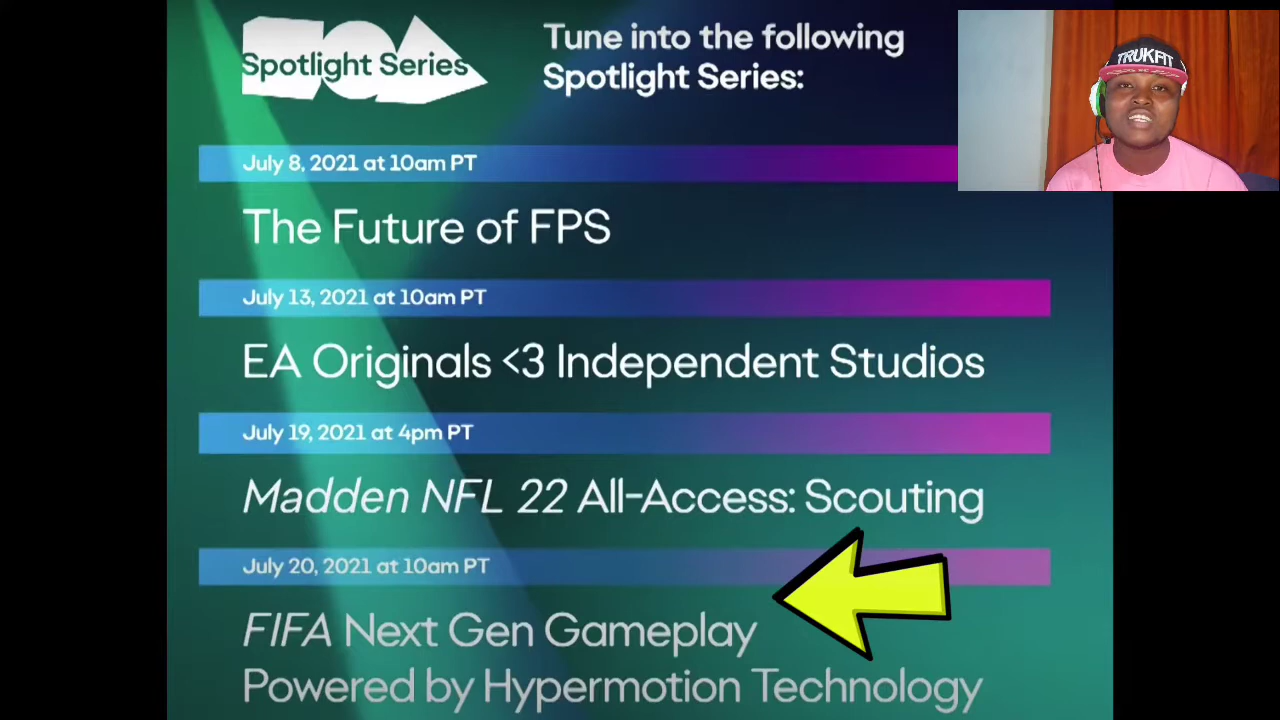 Spotlight Series
Tune into the following
Spotlight Series:
TRUKFIT
July 8, 2021 at 10am PT
The Future of FPS
July 13, 2021 at 10am PT
EA Originals <3 Independent Studios
July 19, 2021 at 4pm PT
Madden NFL 22 All-Access: Scouting
July 20, 2021 at 10am PT
FIFA Next Gen Gameplay
Powered by Hypermotion Technology